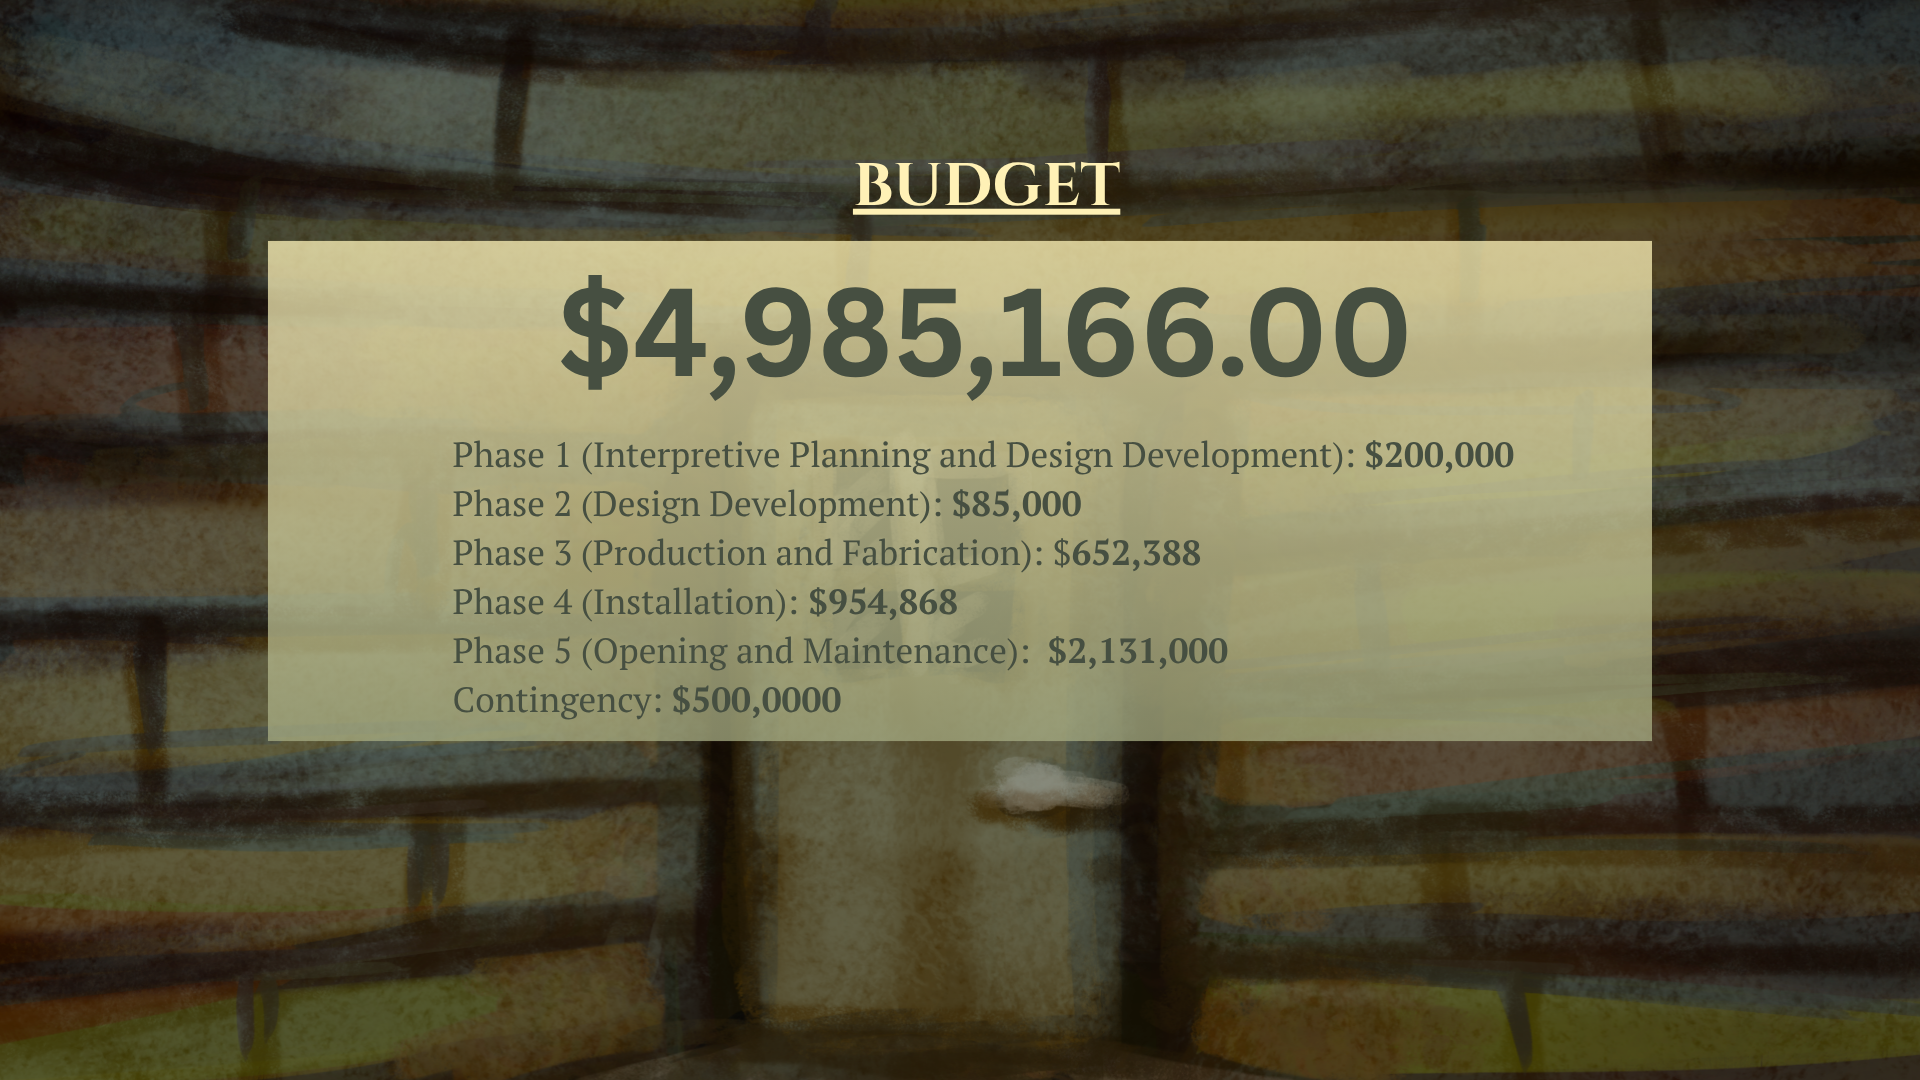 BUDGET
$4,985,166.00
Phase 1 (Interpretive Planning and Design Development): $200,000
Phase 2 (Design Development): $85,000
Phase 3 (Production and Fabrication): $652,388
Phase 4 (Installation): $954,868
Phase 5 (Opening and Maintenance): $2,131,000
Contingency: $500,0000